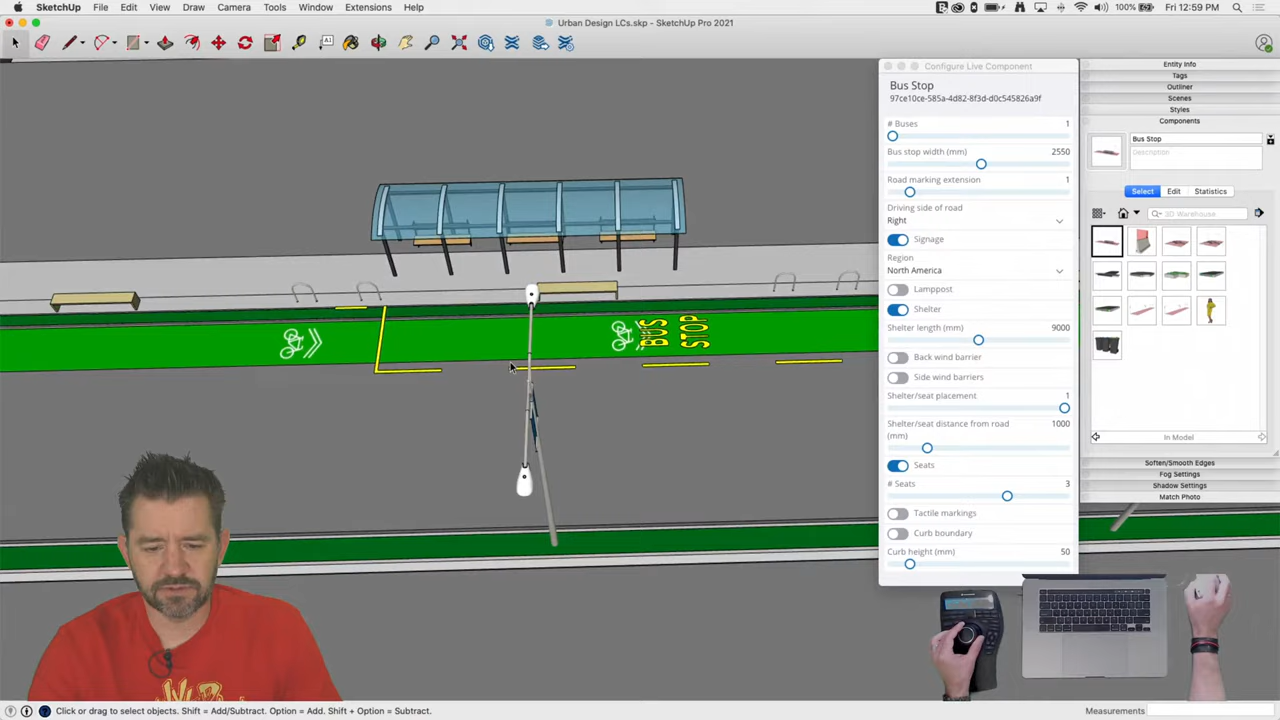 SketchUp File Edit View Draw Camera Tools Window Extensions Help 100% Fri 12:59 PM
Urban Design LCs.skp - SketchUp Pro 2021
Configure Live Component
Bus Stop
97ce10ce-585a-4d82-8f3d-d0c545826a9f
# Buses 1
Bus stop width (mm) 2550
Road marking extension 1
Driving side of road
Right
Signage
Region
North America
Lamppost
Shelter
Shelter length (mm) 9000
Back wind barrier
Side wind barriers
Shelter/seat placement 1
Shelter/seat distance from road 1000
(mm)
Seats
# Seats 3
Tactile markings
Curb boundary
Curb height (mm) 50
Entity Info
Tags
Outliner
Scenes
Styles
Components
Bus Stop
Description
Select Edit Statistics
3D Warehouse
In Model
Soften/Smooth Edges
Fog Settings
Shadow Settings
Match Photo
BUS
STOP
Click or drag to select objects. Shift = Add/Subtract. Option = Add. Shift + Option = Subtract. Measurements